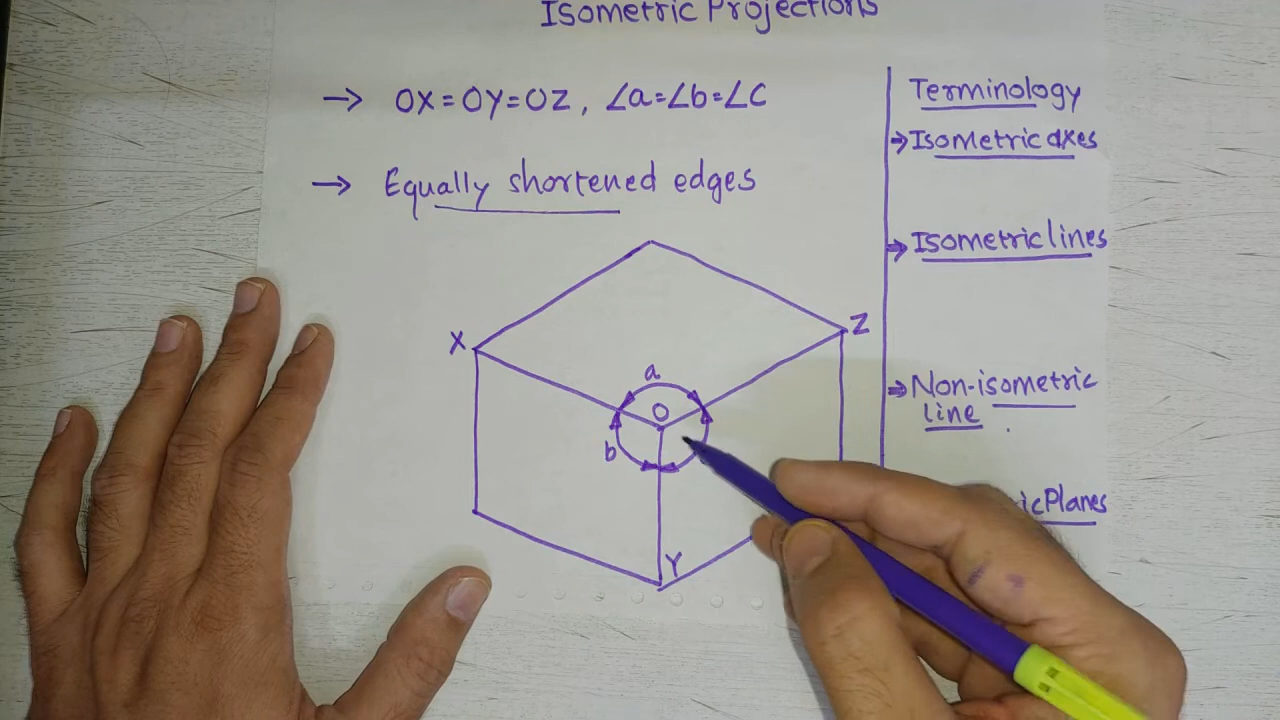 Isometric Projections
→ OX=OY=OZ, ∠a=∠b=∠c
→ Equally shortened edges
X
Z
a
O
b
Y
Terminology
→ Isometric axes
→ Isometric lines
→ Non-isometric
line
Planes